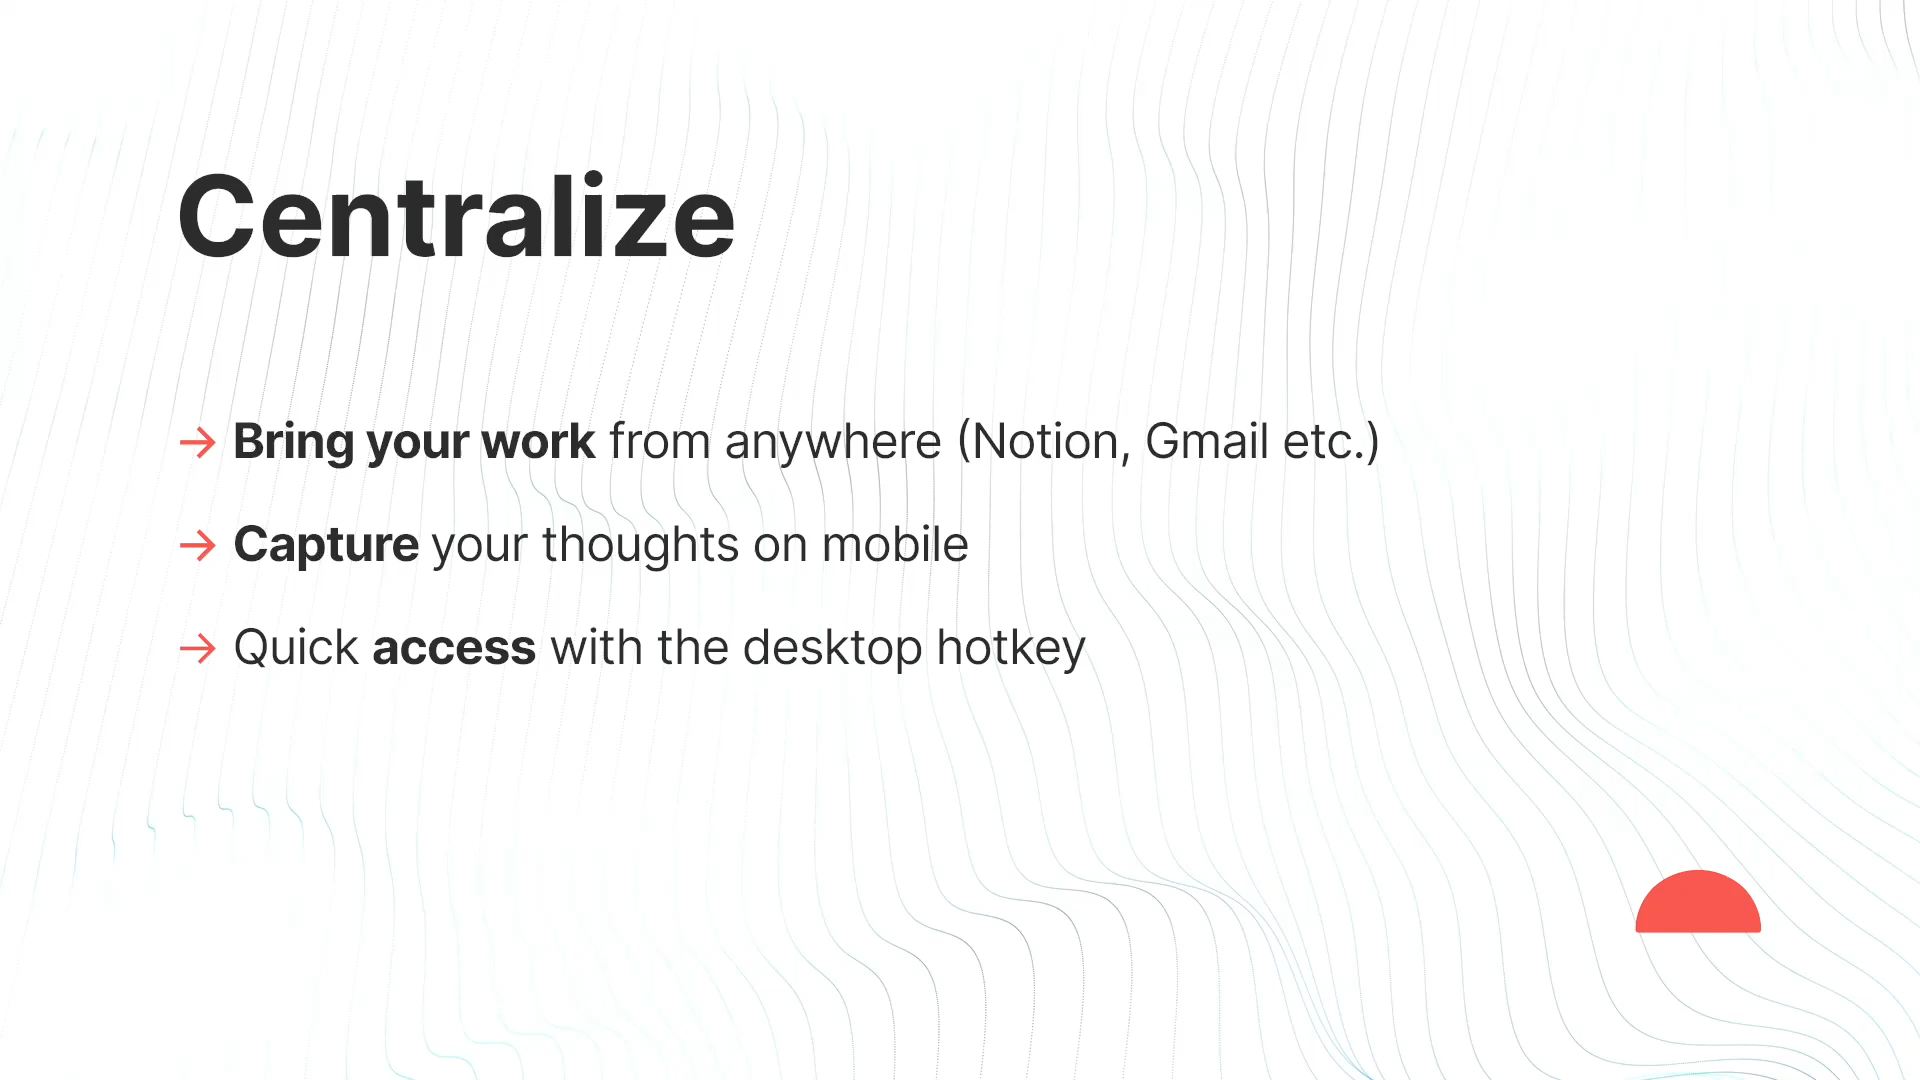 Centralize
→ Bring your work from anywhere (Notion, Gmail etc.)
→ Capture your thoughts on mobile
→ Quick access with the desktop hotkey